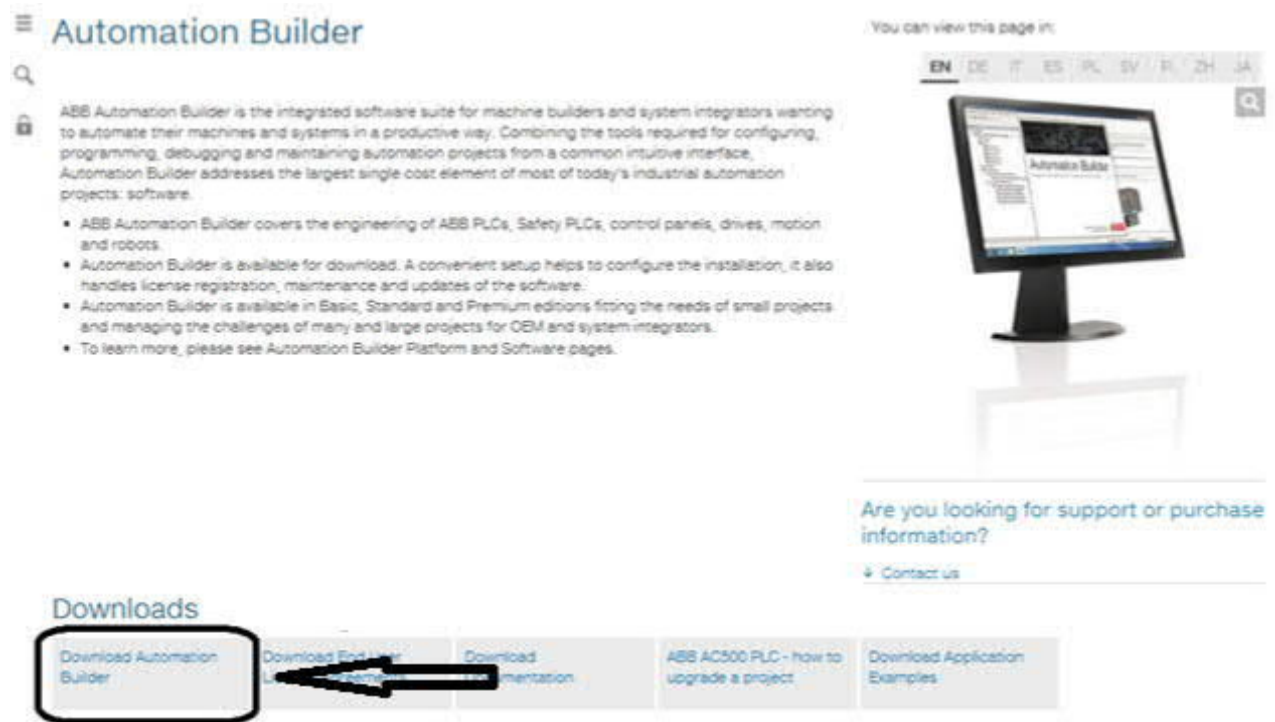 Automation Builder
You can view this page in:
EN DE IT ES PL SV FI ZH JA
ABB Automation Builder is the integrated software suite for machine builders and system integrators wanting
to automate their machines and systems in a productive way. Combining the tools required for configuring,
programming, debugging and maintaining automation projects from a common intuitive interface,
Automation Builder addresses the largest single cost element of most of today's industrial automation
projects: software.
• ABB Automation Builder covers the engineering of ABB PLCs, Safety PLCs, control panels, drives, motion
and robots.
• Automation Builder is available for download. A convenient setup helps to configure the installation, it also
handles license registration, maintenance and updates of the software.
• Automation Builder is available in Basic, Standard and Premium editions fitting the needs of small projects
and managing the challenges of many and large projects for OEM and system integrators.
• To learn more, please see Automation Builder Platform and Software pages.
Automation Builder
Are you looking for support or purchase
information?
Contact us
Downloads
Download Automation
Builder
Download End User
Download
ABB AC500 PLC - how to
upgrade a project
Download Application
Examples